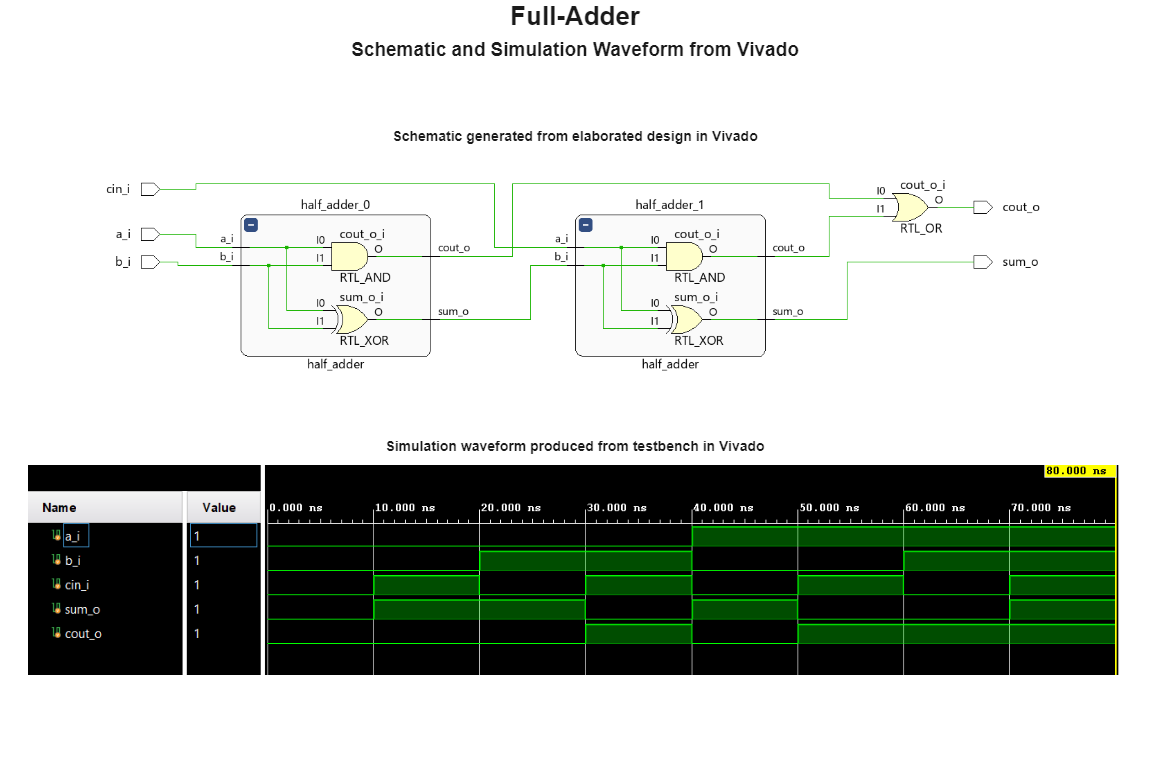 Full-Adder
Schematic and Simulation Waveform from Vivado
Schematic generated from elaborated design in Vivado
cin_i
a_i
b_i
half_adder_0
a_i
b_i
I0
I1
cout_o_i
O
RTL_AND
I0
I1
sum_o_i
O
RTL_XOR
cout_o
sum_o
half_adder
half_adder_1
a_i
b_i
I0
I1
cout_o_i
O
RTL_AND
I0
I1
sum_o_i
O
RTL_XOR
cout_o
sum_o
half_adder
I0
I1
cout_o_i
O
RTL_OR
cout_o
sum_o
Simulation waveform produced from testbench in Vivado
80.000 ns
Name Value 0.000 ns 10.000 ns 20.000 ns 30.000 ns 40.000 ns 50.000 ns 60.000 ns 70.000 ns
a_i 1
b_i 1
cin_i 1
sum_o 1
cout_o 1